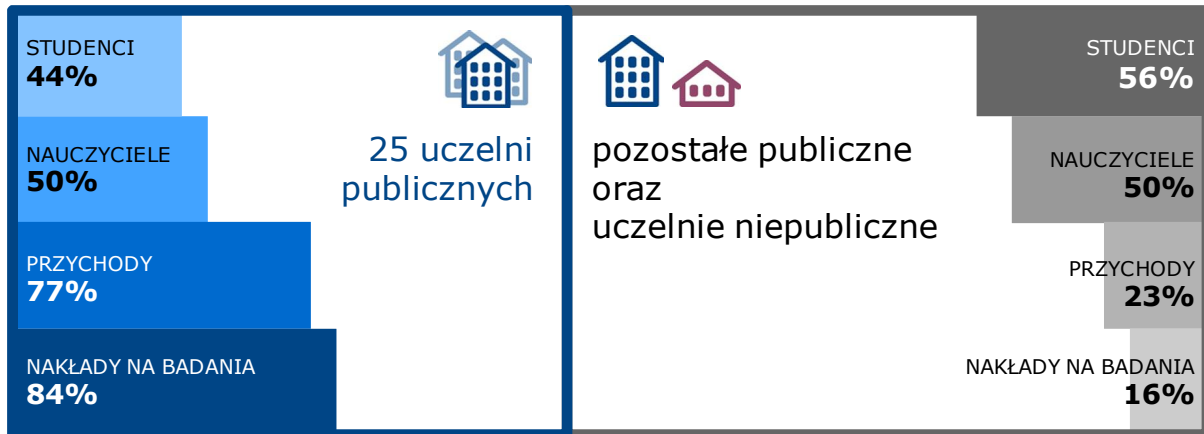 STUDENCI
44%
NAUCZYCIELE
50%
PRZYCHODY
77%
NAKŁADY NA BADANIA
84%
25 uczelni
publicznych
pozostałe publiczne
oraz
uczelnie niepubliczne
STUDENCI
56%
NAUCZYCIELE
50%
PRZYCHODY
23%
NAKŁADY NA BADANIA
16%